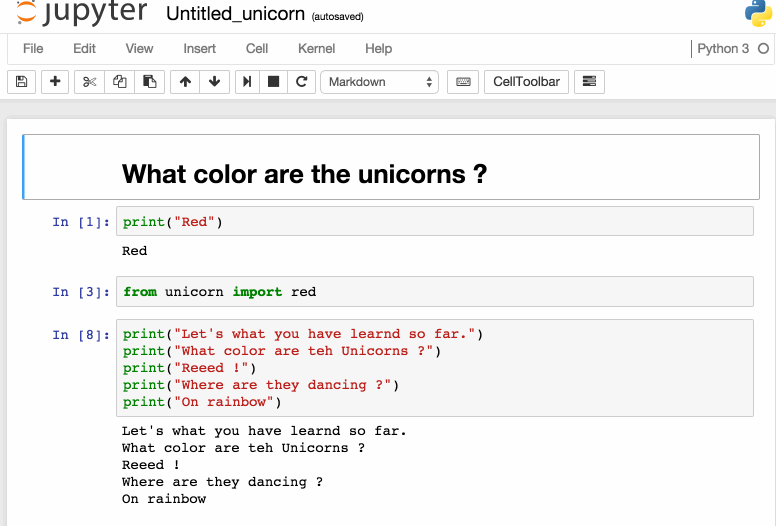 jupyter Untitled_unicorn (autosaved)
File Edit View Insert Cell Kernel Help Python 3
Markdown CellToolbar
What color are the unicorns ?
In [1]: print("Red")
Red
In [3]: from unicorn import red
In [8]: print("Let's what you have learnd so far.")
print("What color are teh Unicorns ?")
print("Reeed !")
print("Where are they dancing ?")
print("On rainbow")
Let's what you have learnd so far.
What color are teh Unicorns ?
Reeed !
Where are they dancing ?
On rainbow